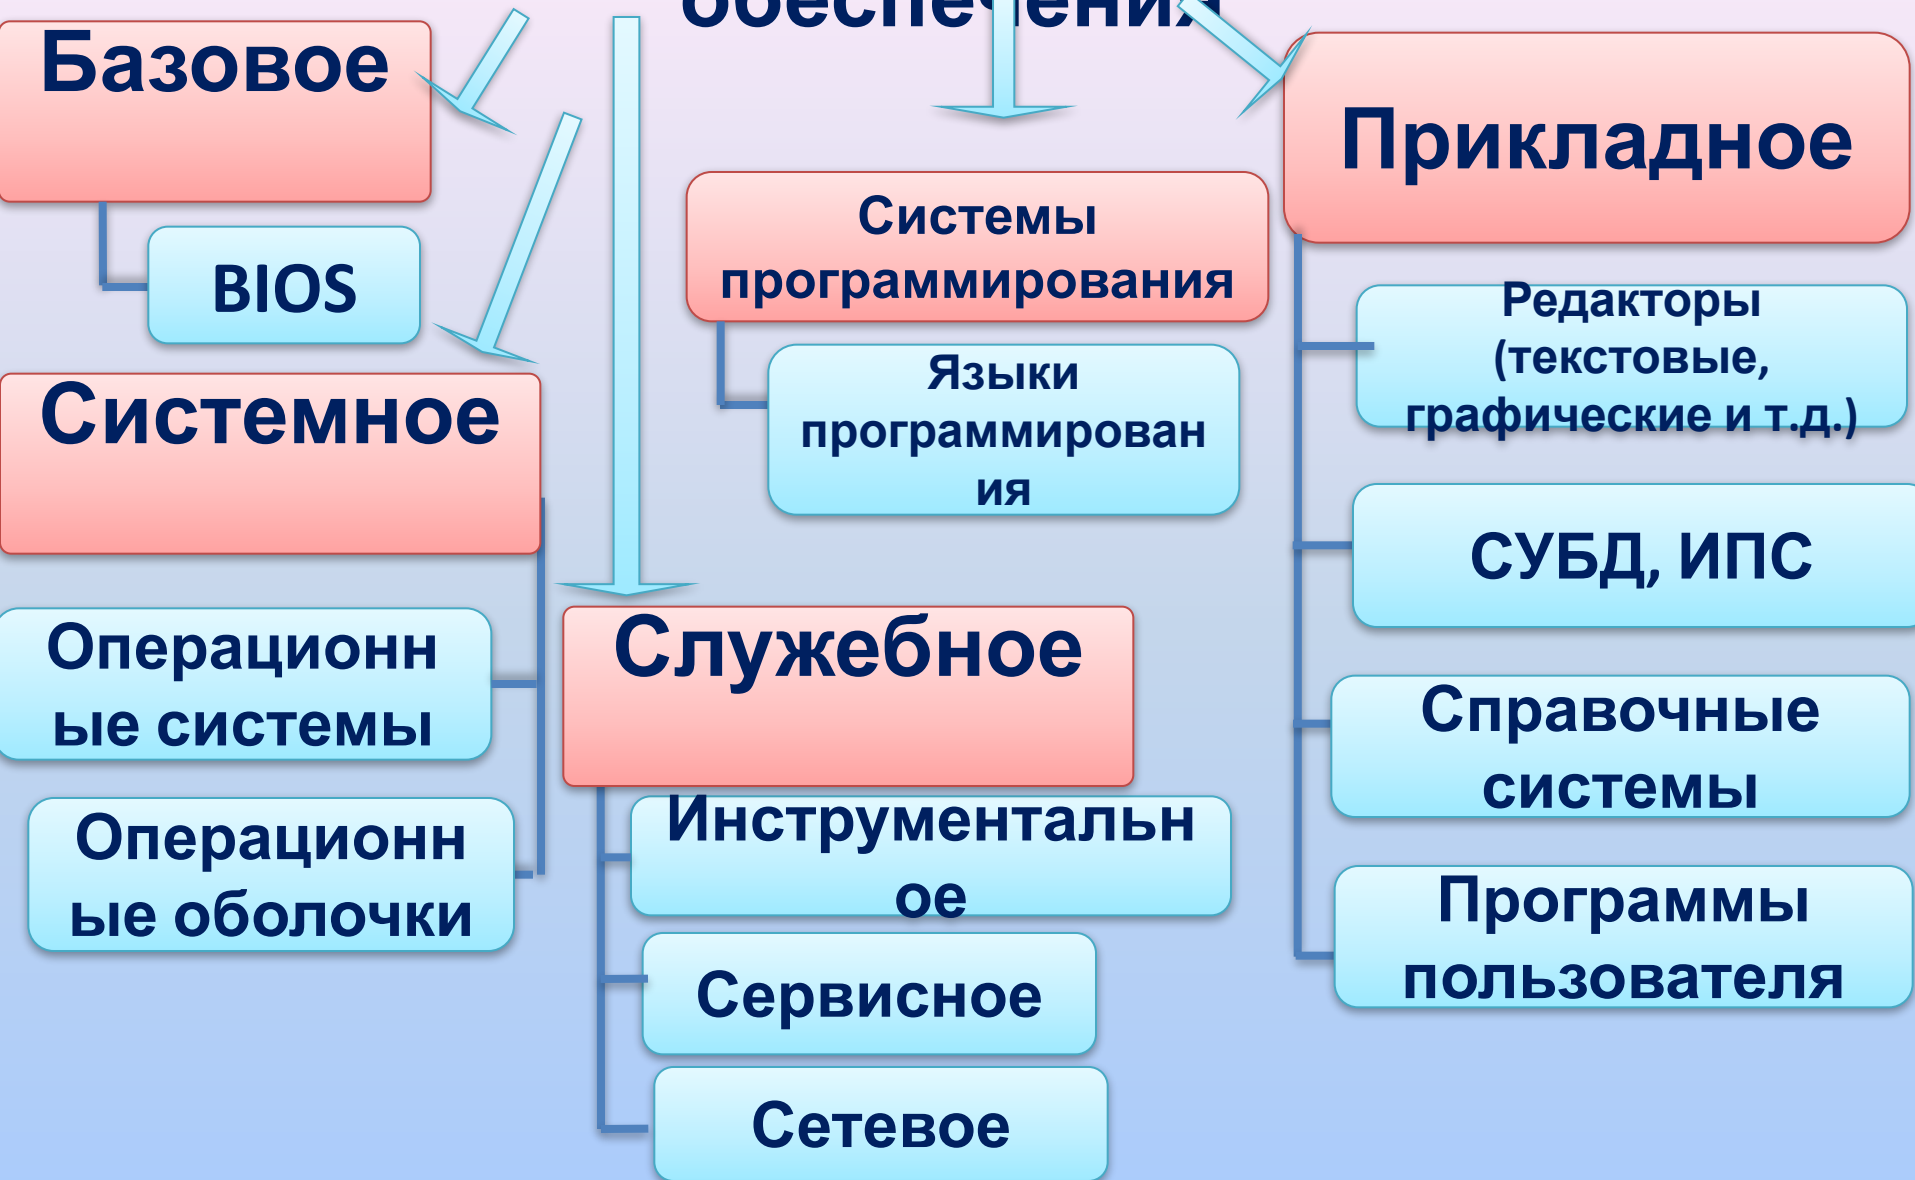 обеспечения
Базовое
BIOS
Системное
Операционн
ые системы
Операционн
ые оболочки
Служебное
Инструментальн
ое
Сервисное
Сетевое
Системы
программирования
Языки
программирован
ия
Прикладное
Редакторы
(текстовые,
графические и т.д.)
СУБД, ИПС
Справочные
системы
Программы
пользователя